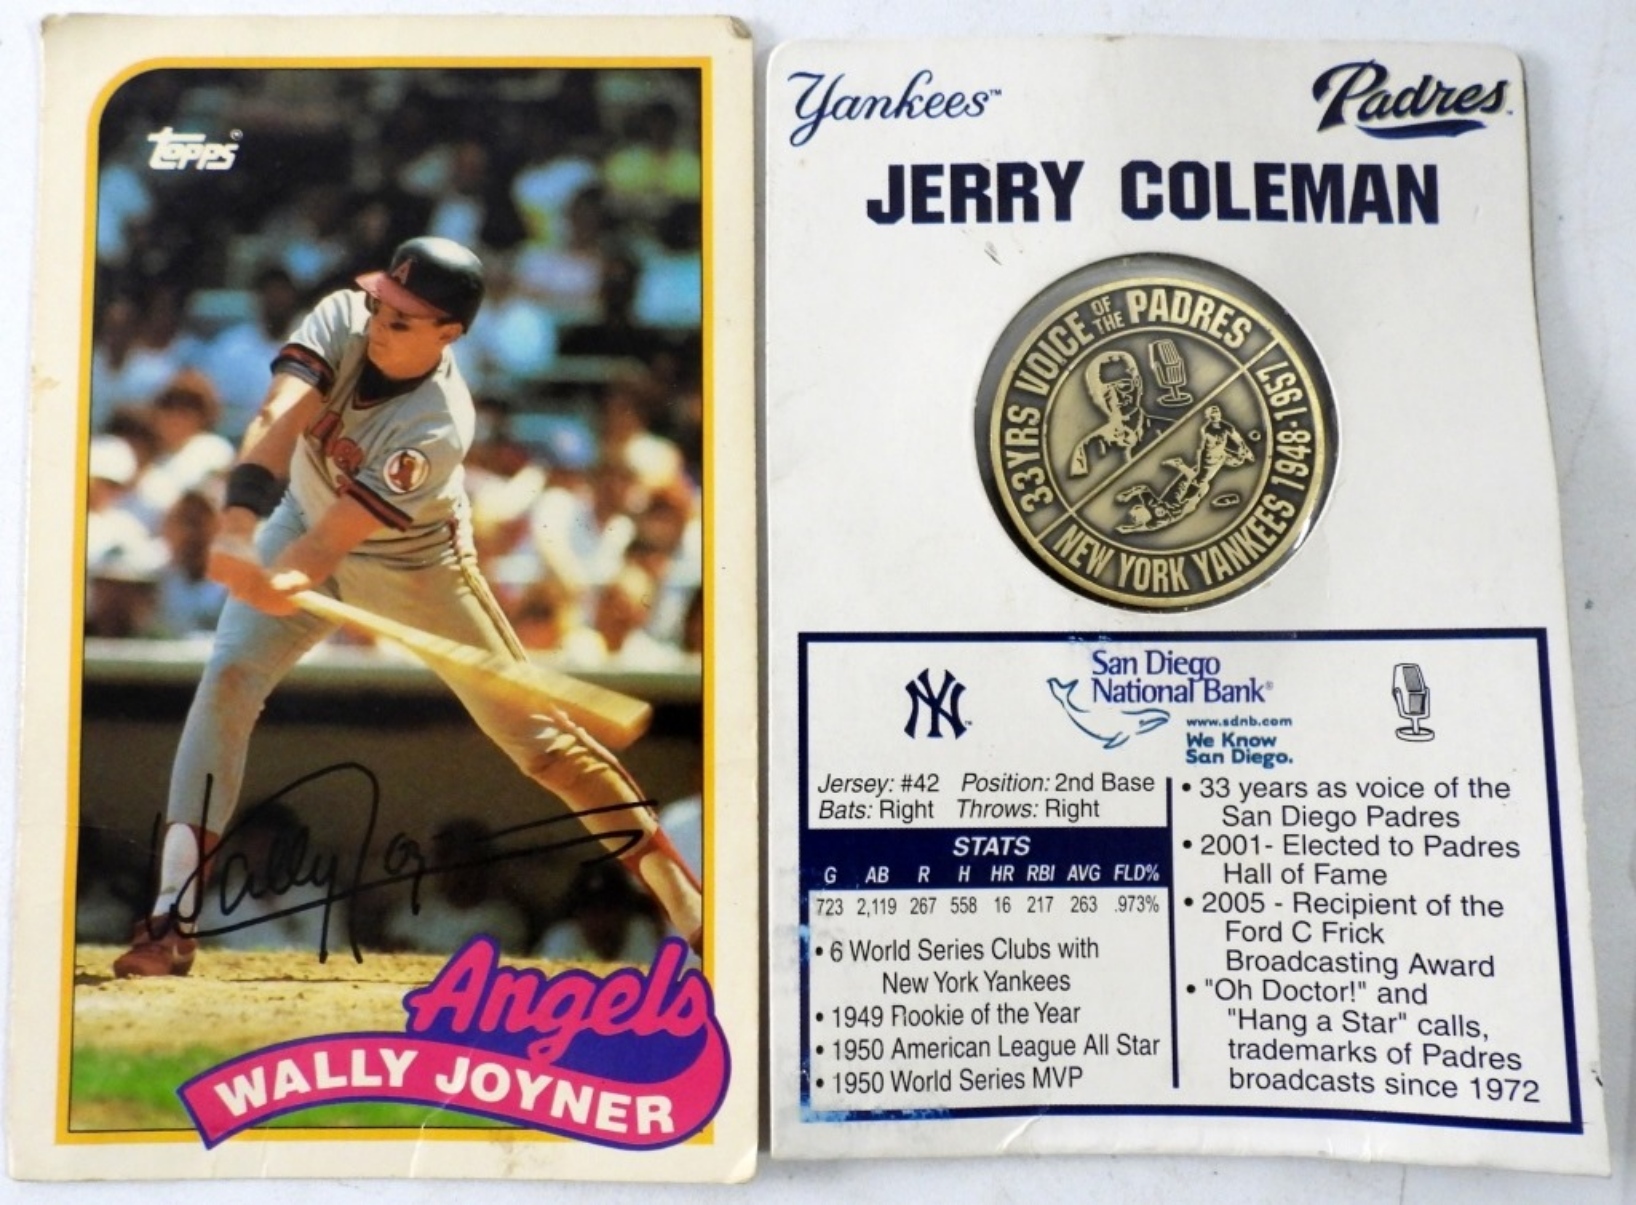 Topps
A
Wally Joyner
Angels
WALLY JOYNER
Yankees™
Padres™
JERRY COLEMAN
33YRS VOICE OF THE PADRES
NEW YORK YANKEES 1948-1957
NY™
San Diego
National Bank®
www.sdnb.com
We Know
San Diego.
Jersey: #42 Position: 2nd Base
Bats: Right Throws: Right
STATS
G AB R H HR RBI AVG FLD%
723 2,119 267 558 16 217 263 .973%
• 6 World Series Clubs with
New York Yankees
• 1949 Rookie of the Year
• 1950 American League All Star
• 1950 World Series MVP
• 33 years as voice of the
San Diego Padres
• 2001- Elected to Padres
Hall of Fame
• 2005 - Recipient of the
Ford C Frick
Broadcasting Award
• "Oh Doctor!" and
"Hang a Star" calls,
trademarks of Padres
broadcasts since 1972